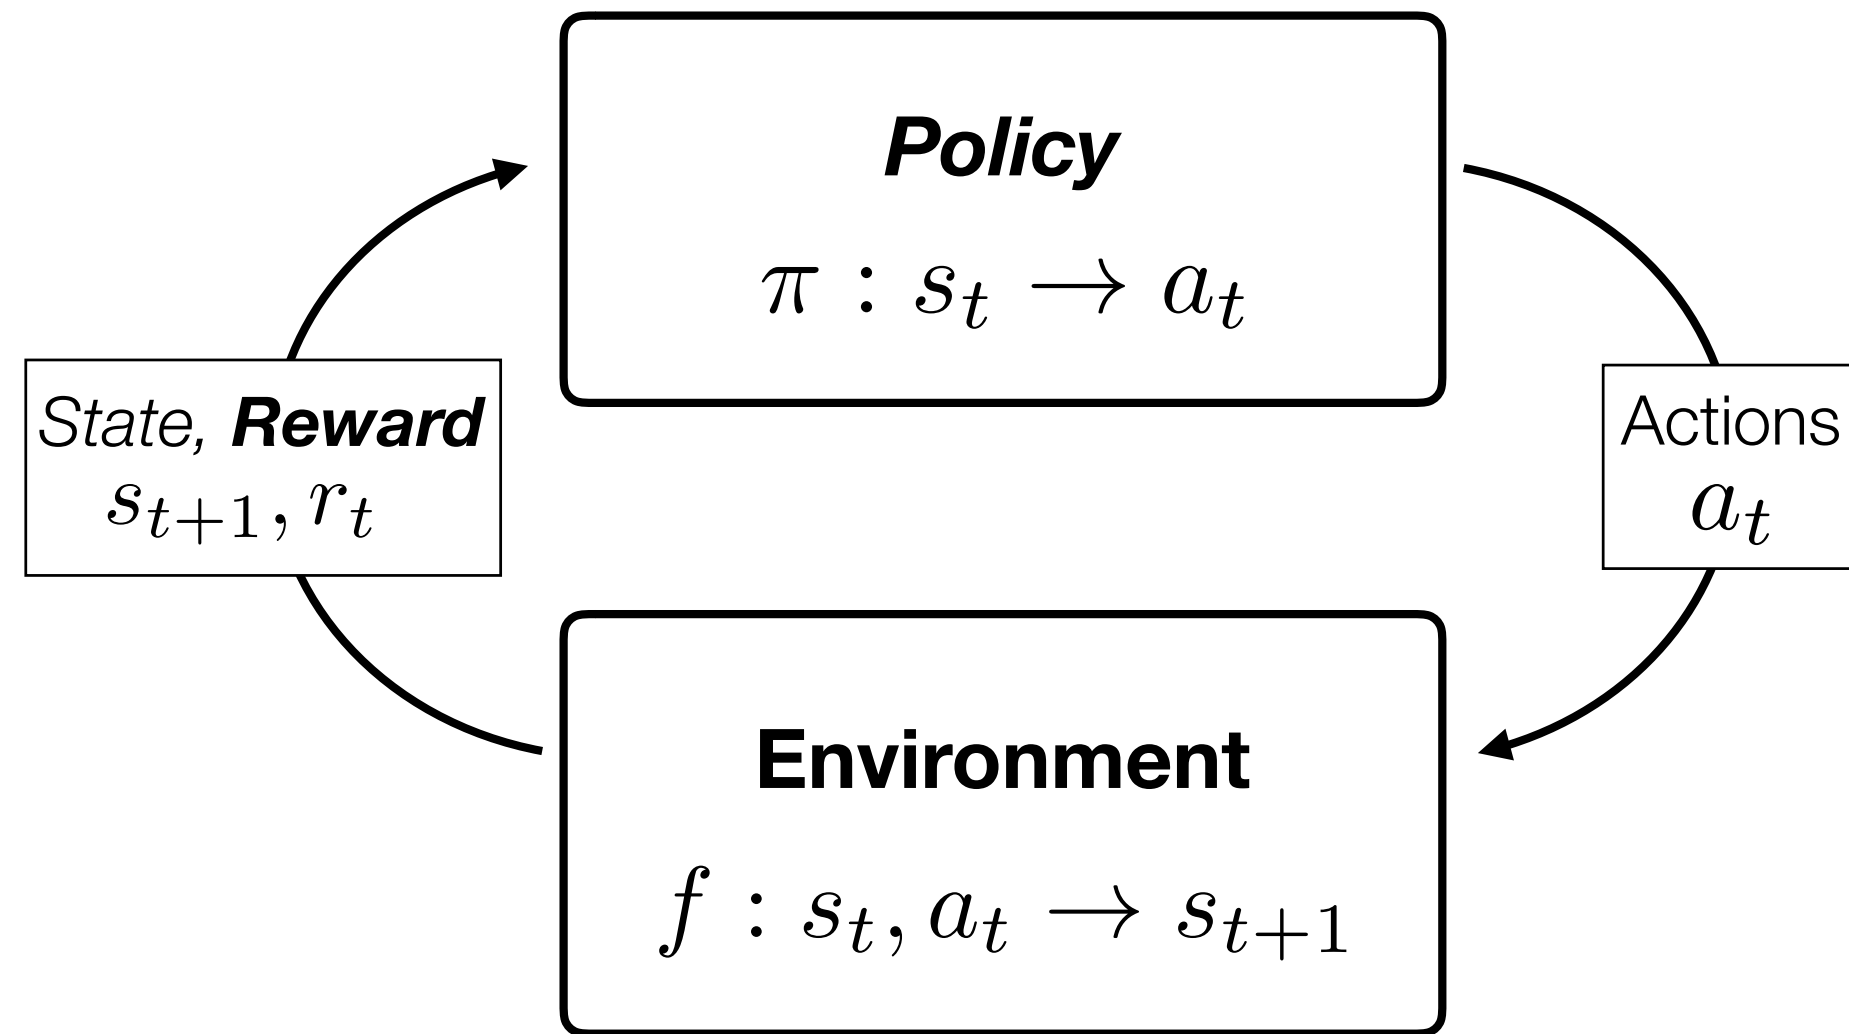 Policy
π : s_t → a_t
State, Reward
s_{t+1}, r_t
Actions
a_t
Environment
f : s_t, a_t → s_{t+1}